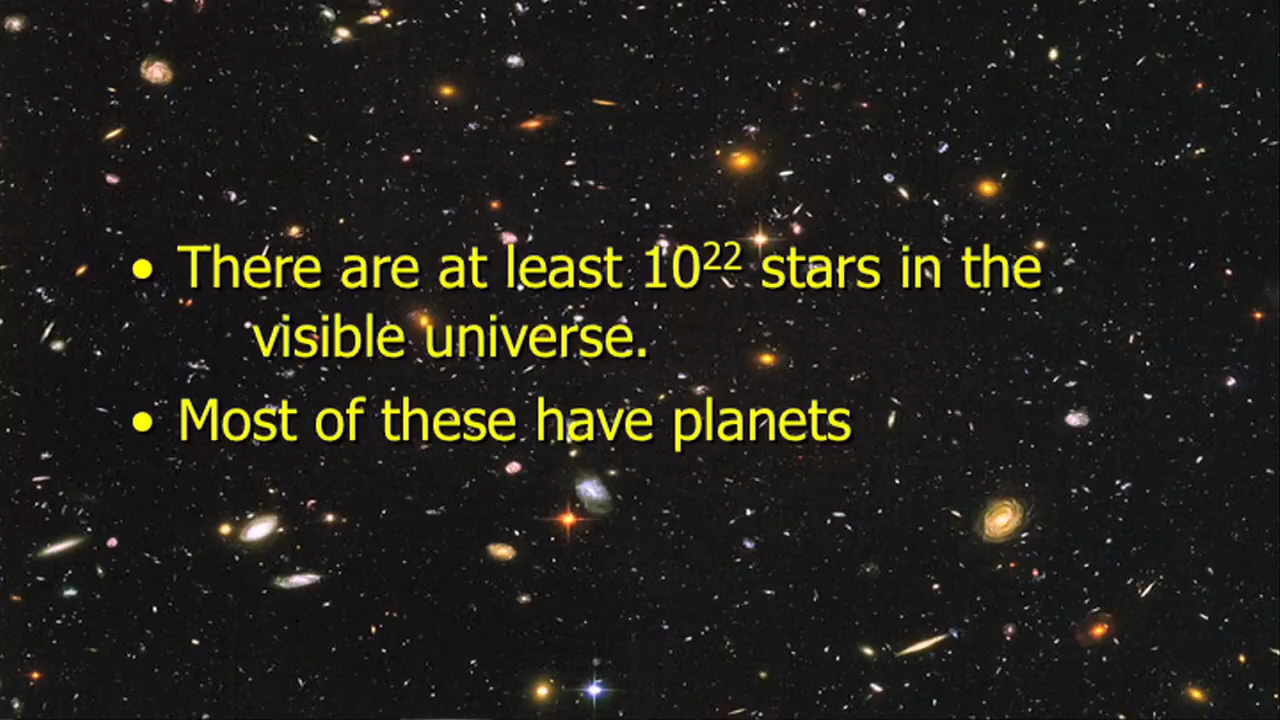 • There are at least 10²² stars in the
visible universe.
• Most of these have planets